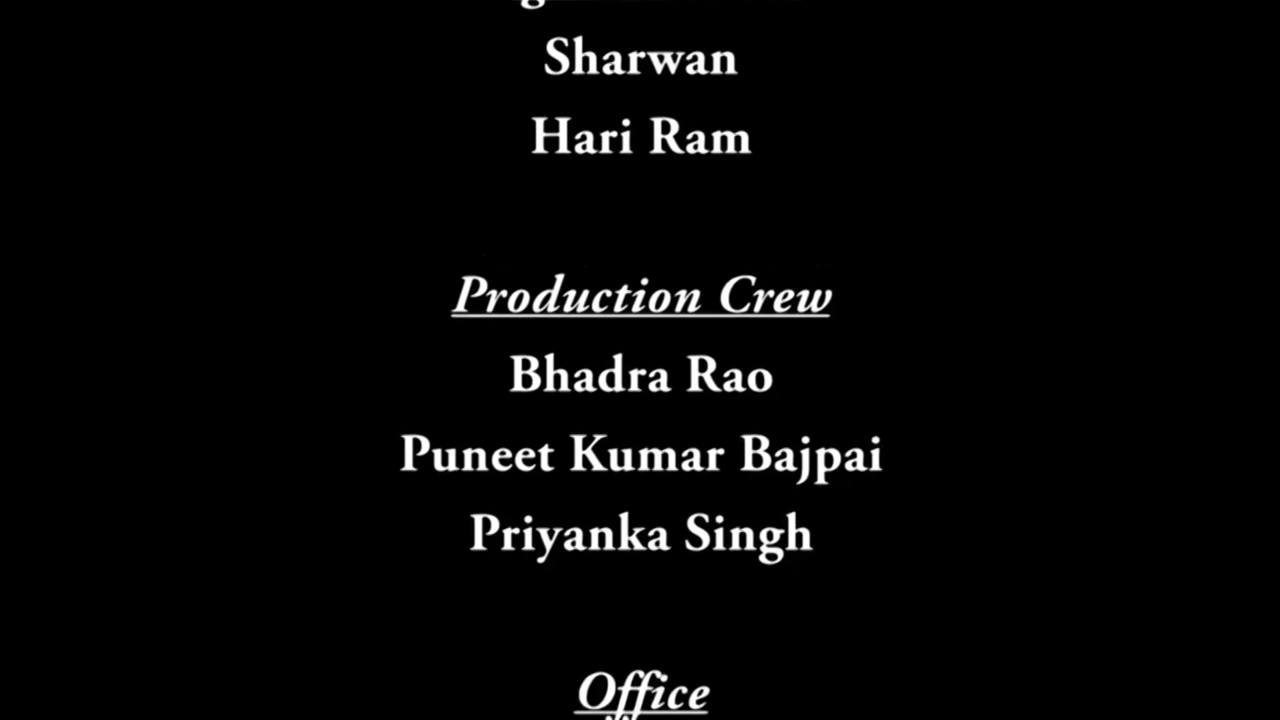 Sharwan
Hari Ram
Production Crew
Bhadra Rao
Puneet Kumar Bajpai
Priyanka Singh
Office